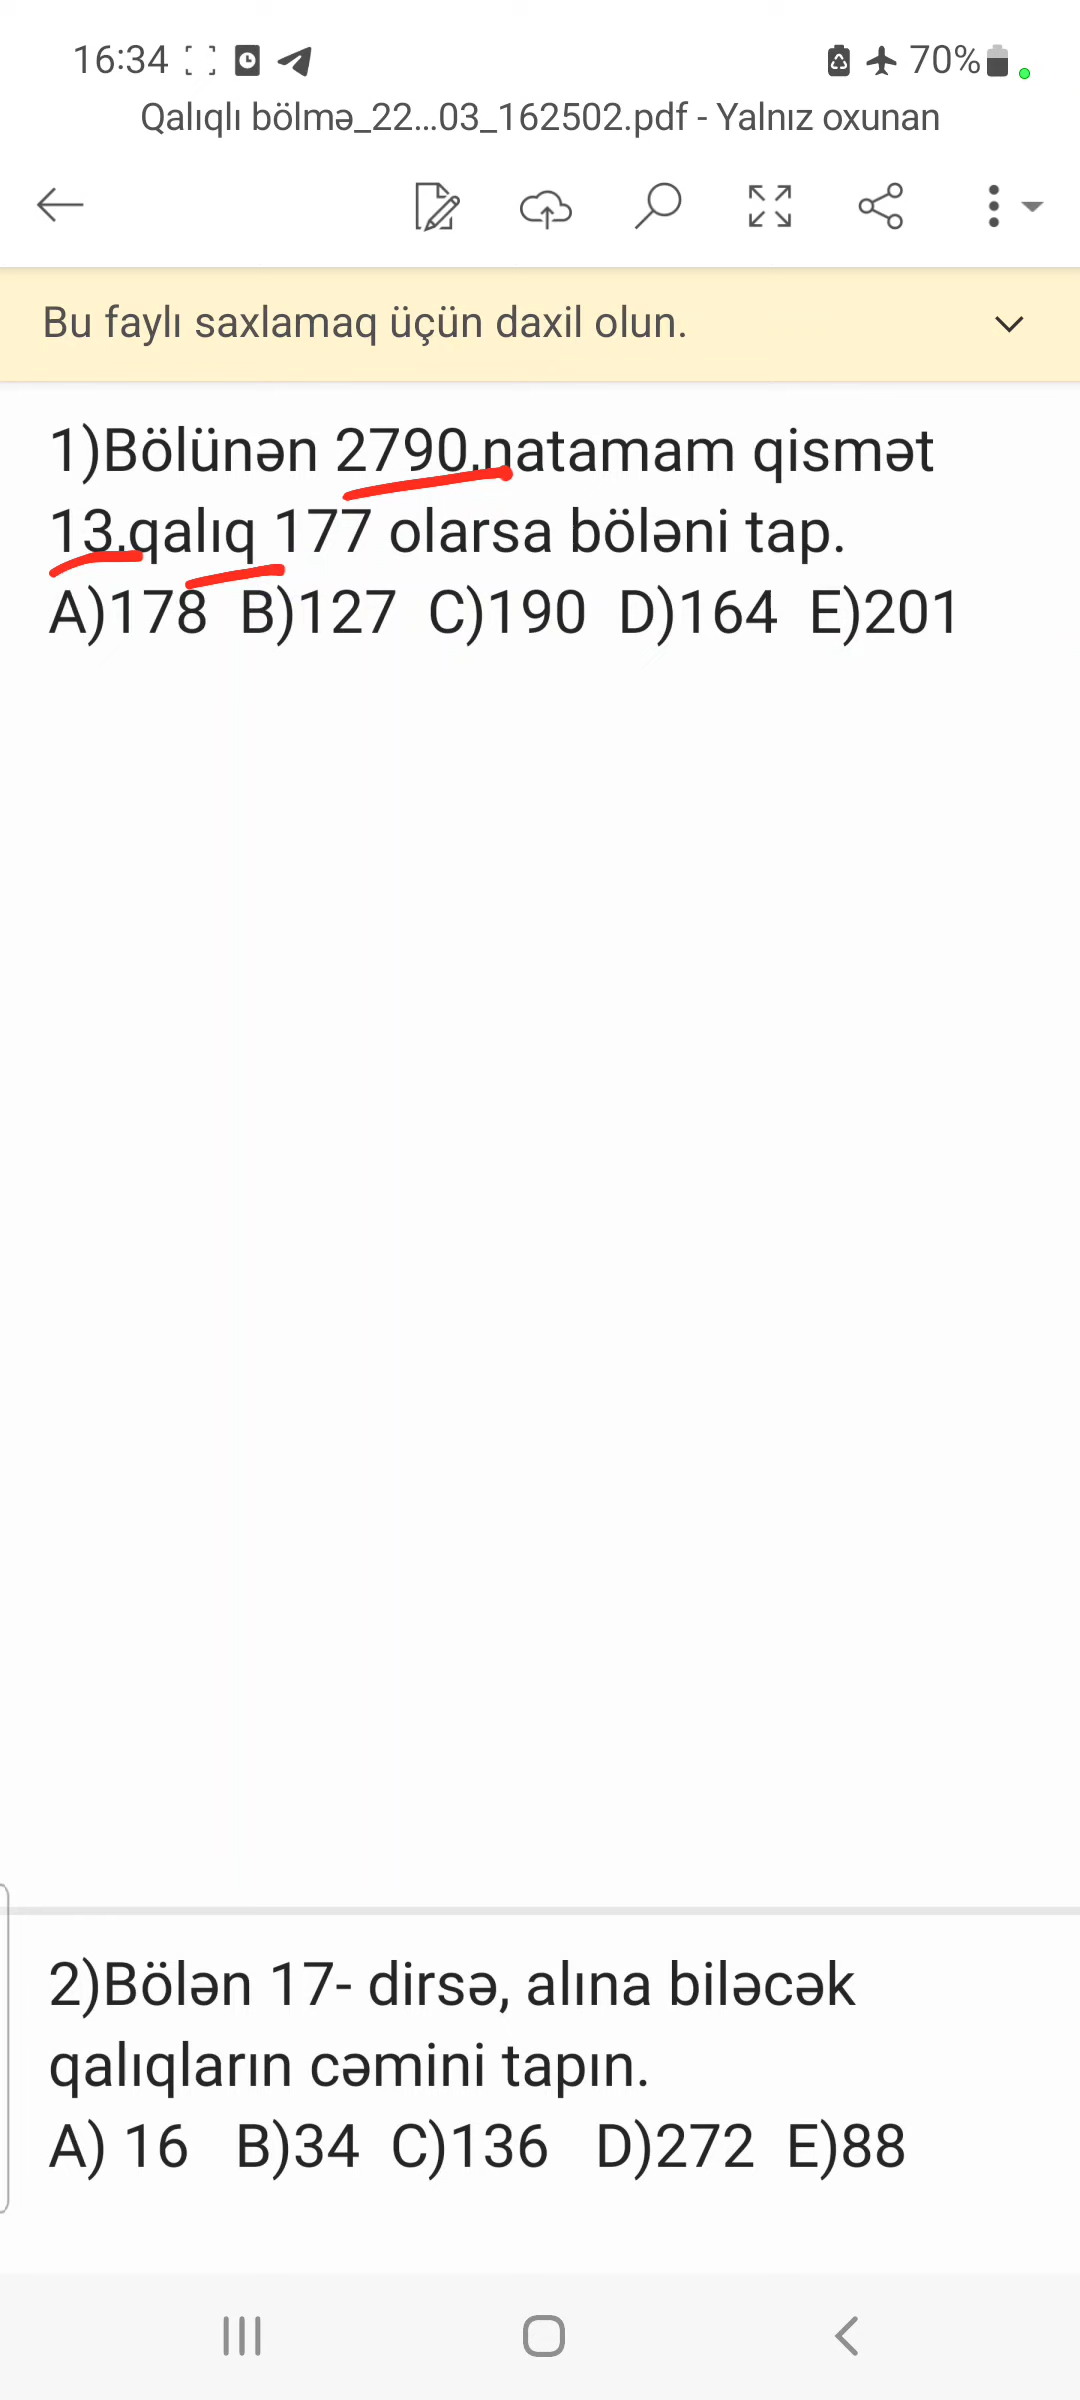 16:34 70%
Qalıqlı bölmə_22...03_162502.pdf - Yalnız oxunan
Bu faylı saxlamaq üçün daxil olun.
1)Bölünən 2790,natamam qismət
13,qalıq 177 olarsa böləni tap.
A)178 B)127 C)190 D)164 E)201
2)Bölən 17- dirsə, alına biləcək
qalıqların cəmini tapın.
A) 16 B)34 C)136 D)272 E)88